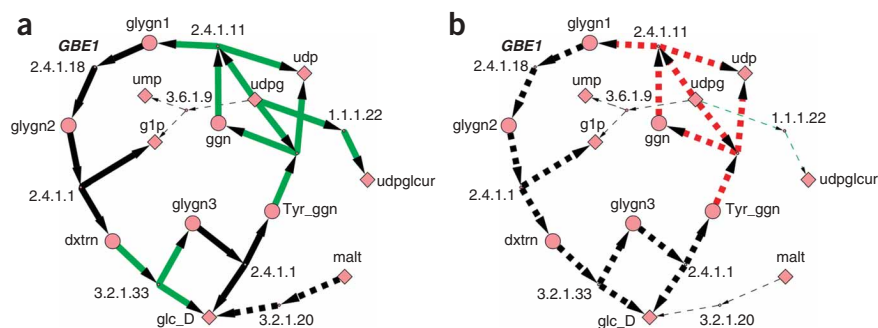 a
glygn1
2.4.1.11
GBE1
2.4.1.18
udp
ump
udpg
3.6.1.9
1.1.1.22
glygn2
g1p
ggn
2.4.1.1
udpglcur
glygn3
Tyr_ggn
dxtrn
malt
2.4.1.1
3.2.1.33
glc_D
3.2.1.20
b
glygn1
2.4.1.11
GBE1
2.4.1.18
udp
ump
udpg
3.6.1.9
1.1.1.22
glygn2
g1p
ggn
2.4.1.1
udpglcur
glygn3
Tyr_ggn
dxtrn
malt
2.4.1.1
3.2.1.33
glc_D
3.2.1.20